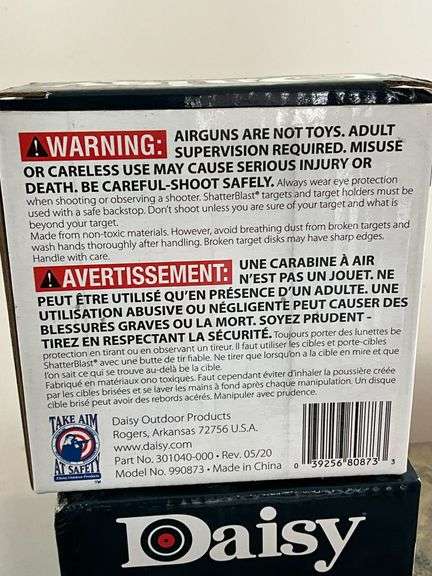 WARNING: AIRGUNS ARE NOT TOYS. ADULT
SUPERVISION REQUIRED. MISUSE
OR CARELESS USE MAY CAUSE SERIOUS INJURY OR
DEATH. BE CAREFUL-SHOOT SAFELY. Always wear eye protection
when shooting or observing a shooter. ShatterBlast® targets and target holders must be
used with a safe backstop. Don't shoot unless you are sure of your target and what is
beyond your target.
Made from non-toxic materials. However, avoid breathing dust from broken targets and
wash hands thoroughly after handling. Broken target disks may have sharp edges.
Handle with care.
AVERTISSEMENT: UNE CARABINE À AIR
N'EST PAS UN JOUET. NE
PEUT ÊTRE UTILISÉ QU'EN PRÉSENCE D'UN ADULTE. UNE
UTILISATION ABUSIVE OU NÉGLIGENTE PEUT CAUSER DES
BLESSURES GRAVES OU LA MORT. SOYEZ PRUDENT -
TIREZ EN RESPECTANT LA SÉCURITÉ. Toujours porter des lunettes de
protection en tirant ou en observant un tireur. Il faut utiliser les cibles et porte-cibles
ShatterBlast® avec une butte de tir fiable. Ne tirer que lorsqu'on a la cible en mire et que
l'on sait ce qui se trouve au-delà de la cible.
Fabriqué en matériaux ono toxiques. Faut cependant éviter d'inhaler la poussière créée
par les cibles brisées et se laver les mains à fond après chaque manipulation. Un disque
cible brisé peut avoir des rebords acérés. Manipuler avec prudence.
TAKE AIM
AT SAFETY
Daisy Outdoor Products
Rogers, Arkansas 72756 U.S.A.
www.daisy.com
Part No. 301040-000 • Rev. 05/20
Model No. 990873 • Made in China
0 39256 80873 3
Daisy